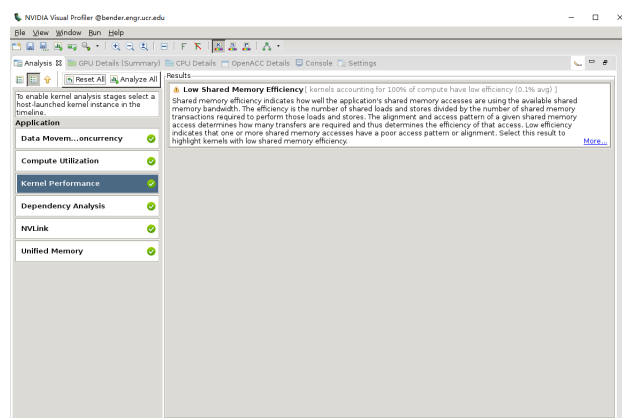 NVIDIA Visual Profiler @bender.engr.ucr.edu
File View Window Run Help
Analysis GPU Details (Summary) CPU Details OpenACC Details Console Settings
Reset All Analyze All
To enable kernel analysis stages select a
host-launched kernel instance in the
timeline.
Application
Data Movem...oncurrency
Compute Utilization
Kernel Performance
Dependency Analysis
NVLink
Unified Memory
Results
Low Shared Memory Efficiency [ kernels accounting for 100% of compute have low efficiency (0.1% avg) ]
Shared memory efficiency indicates how well the application's shared memory accesses are using the available shared
memory bandwidth. The efficiency is the number of shared loads and stores divided by the number of shared memory
transactions required to perform those loads and stores. The alignment and access pattern of a given shared memory
access determines how many transfers are required and thus determines the efficiency of that access. Low efficiency
indicates that one or more shared memory accesses have a poor access pattern or alignment. Select this result to
highlight kernels with low shared memory efficiency.
More...